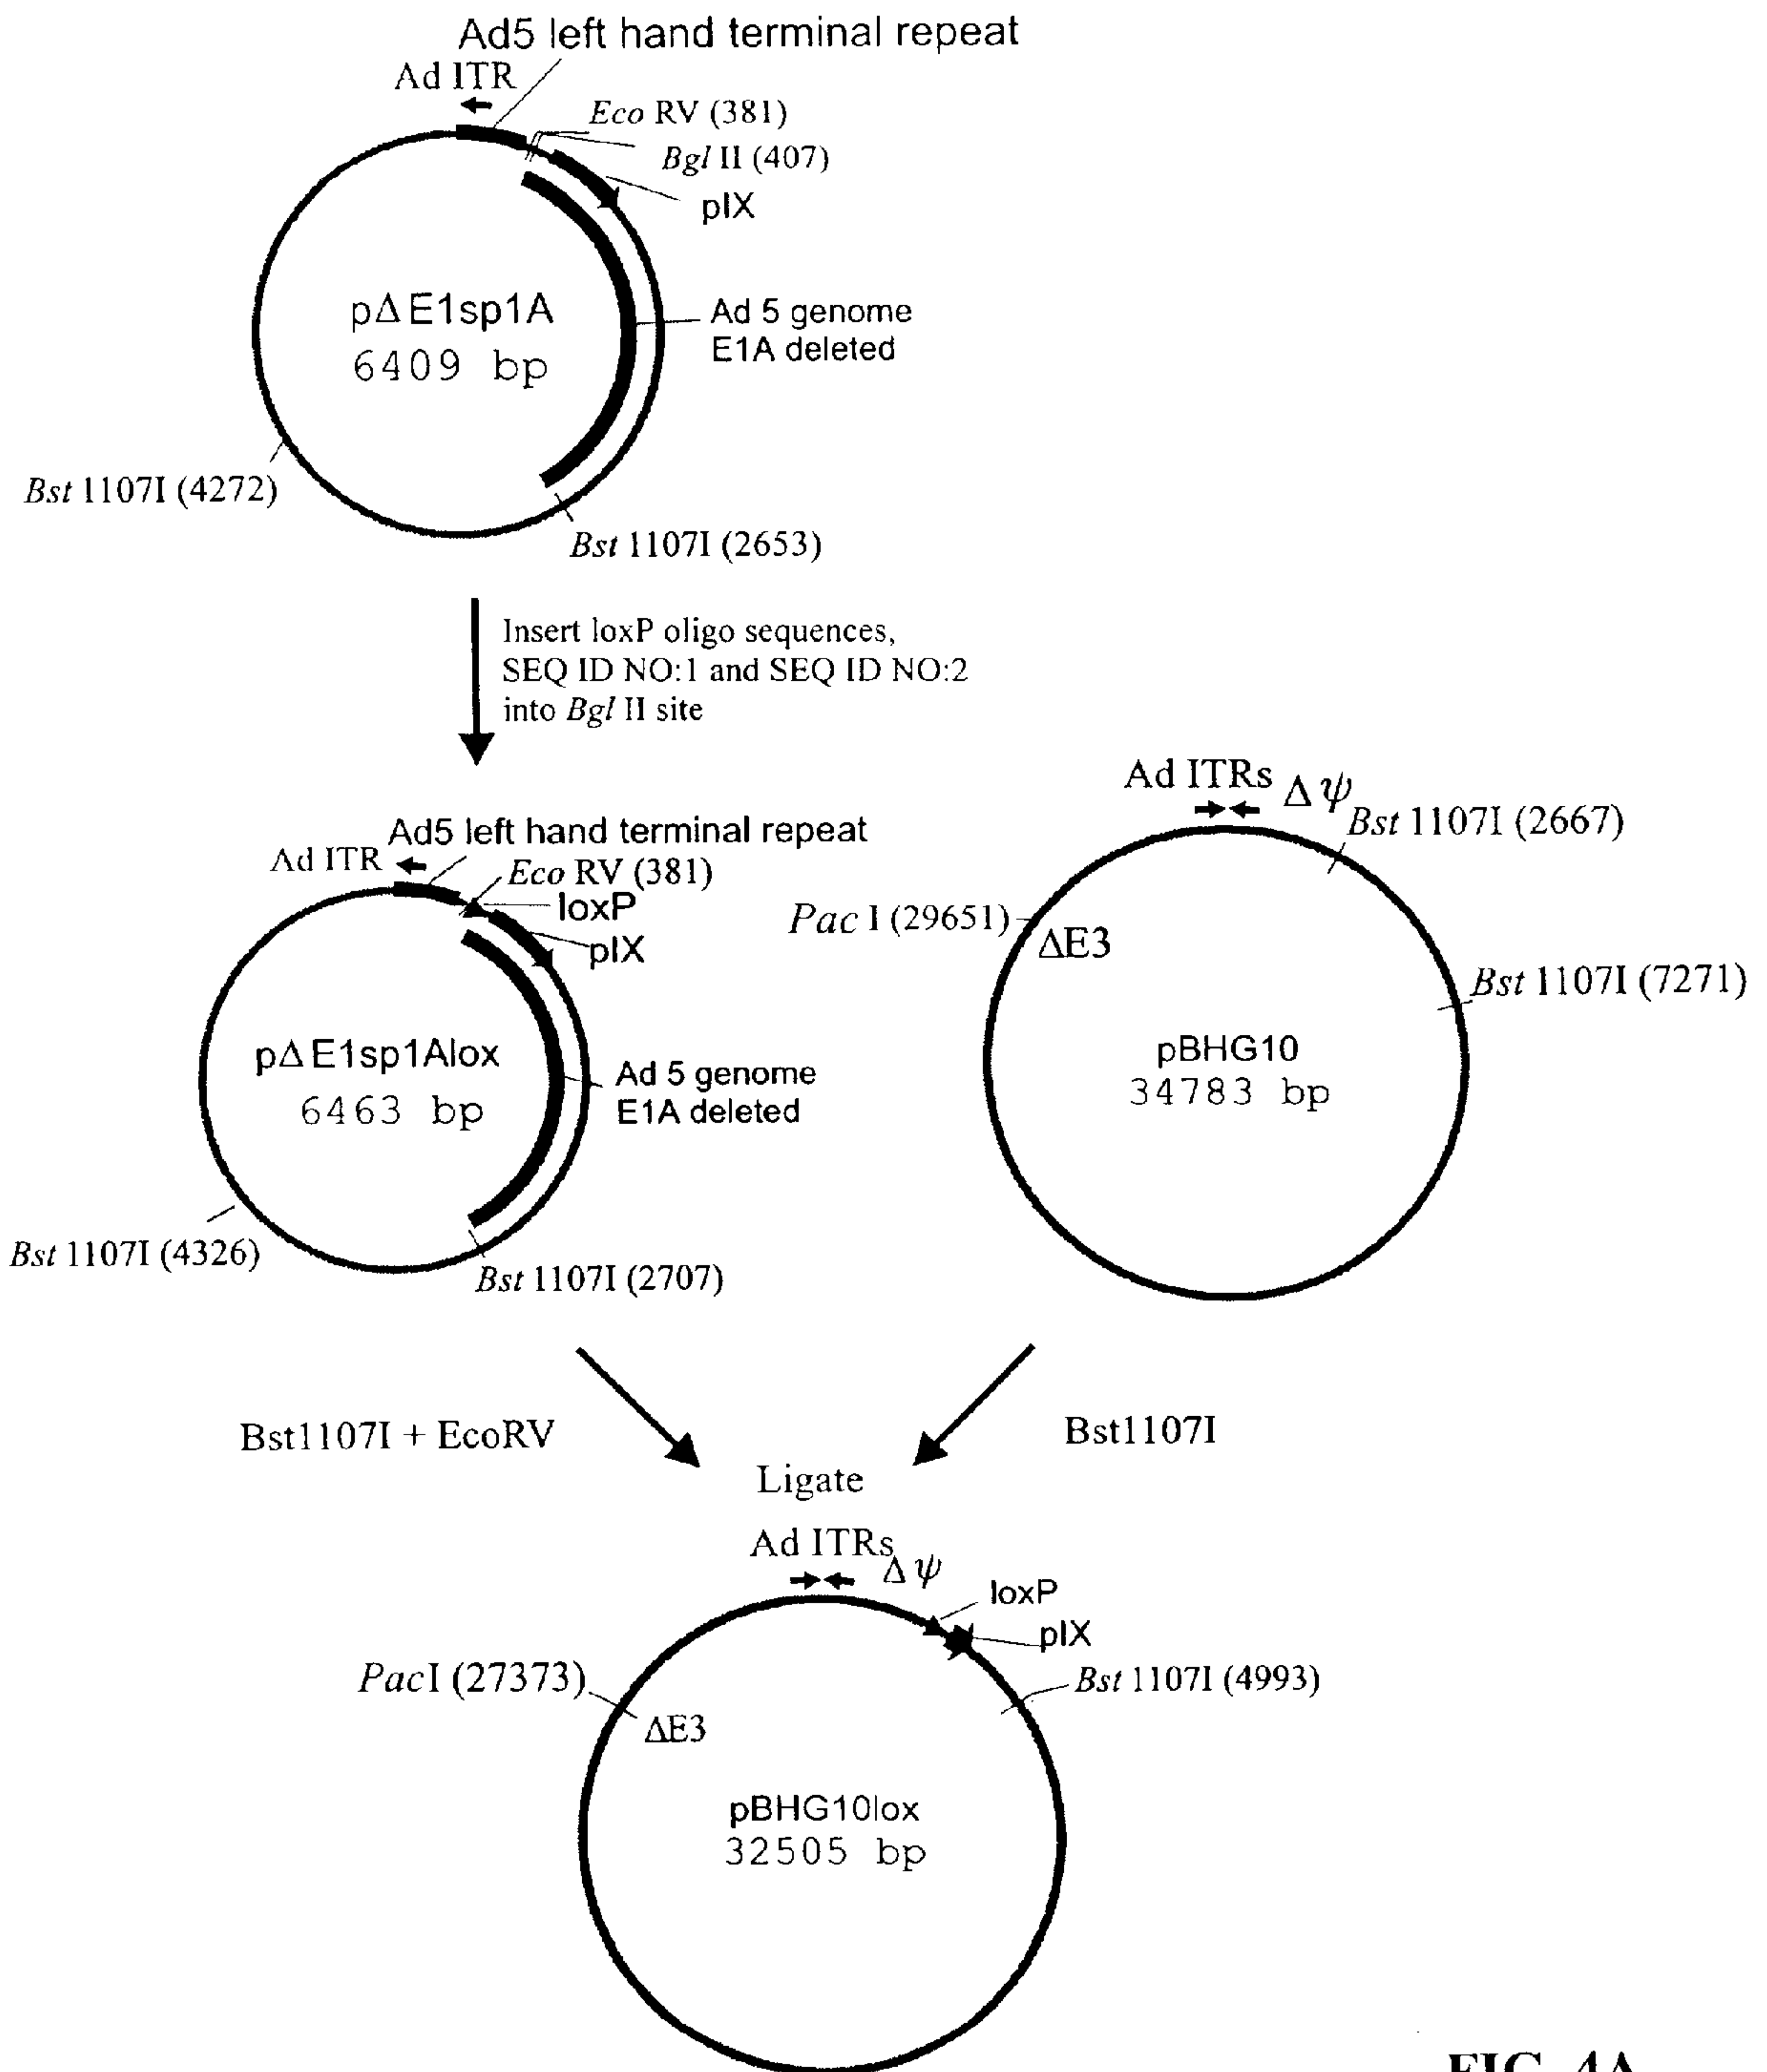 Ad5 left hand terminal repeat
Ad ITR
Eco RV (381)
Bgl II (407)
pIX
pΔE1sp1A
6409 bp
Ad 5 genome
E1A deleted
Bst 1107I (4272)
Bst 1107I (2653)
Insert loxP oligo sequences,
SEQ ID NO:1 and SEQ ID NO:2
into Bgl II site
Ad5 left hand terminal repeat
Ad ITR
Eco RV (381)
loxP
pIX
pΔE1sp1Alox
6463 bp
Ad 5 genome
E1A deleted
Bst 1107I (4326)
Bst 1107I (2707)
Ad ITRs Δψ
Bst 1107I (2667)
Pac I (29651)
ΔE3
Bst 1107I (7271)
pBHG10
34783 bp
Bst1107I + EcoRV
Bst1107I
Ligate
Ad ITRs Δψ
loxP
pIX
PacI (27373)
Bst 1107I (4993)
ΔE3
pBHG10lox
32505 bp
FIG. 4A